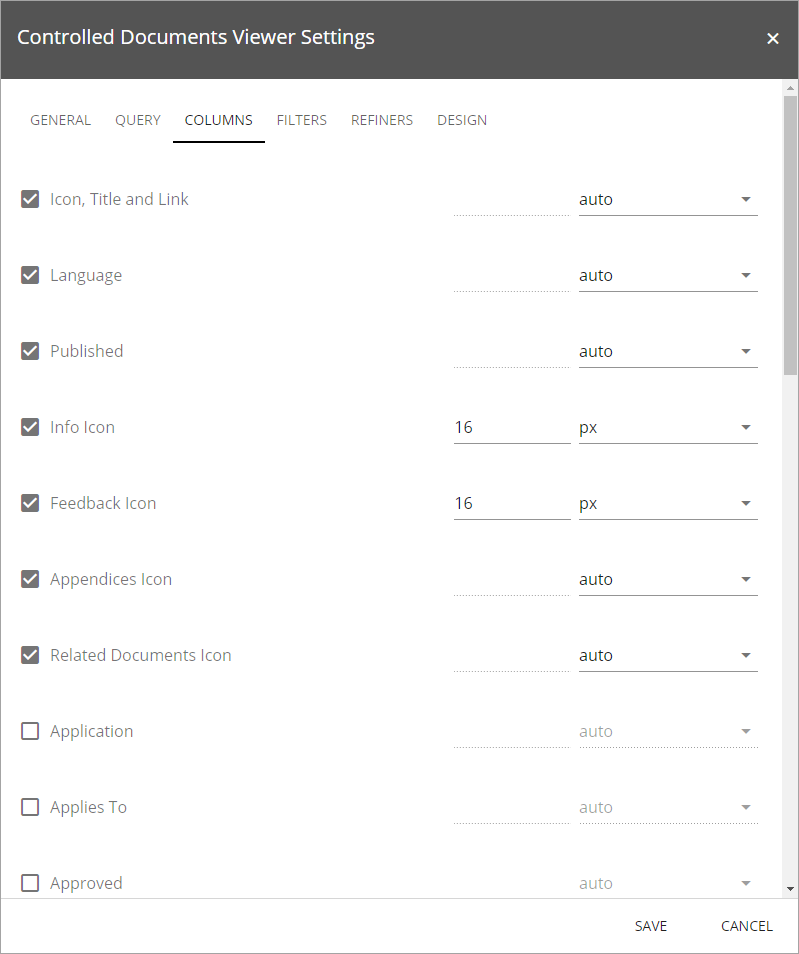 Controlled Documents Viewer Settings ×
GENERAL QUERY COLUMNS FILTERS REFINERS DESIGN
Icon, Title and Link auto
Language auto
Published auto
Info Icon 16 px
Feedback Icon 16 px
Appendices Icon auto
Related Documents Icon auto
Application auto
Applies To auto
Approved auto
SAVE CANCEL